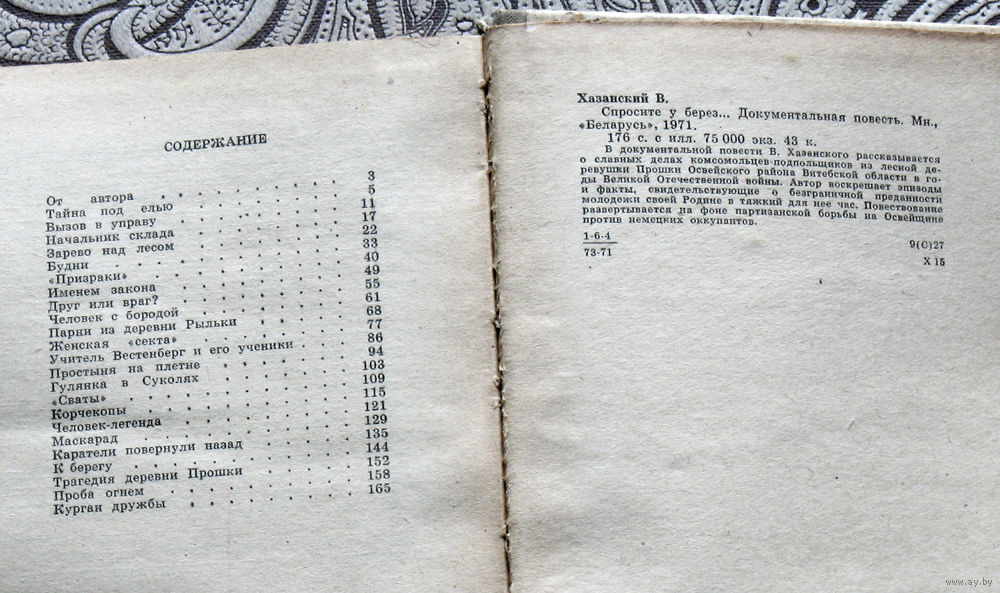 СОДЕРЖАНИЕ
От автора 3
Тайна под елью 5
Вызов в управу 11
Начальник склада 17
Зарево над лесом 22
Будни 33
«Призраки» 40
Именем закона 49
Друг или враг? 55
Человек с бородой 61
Парни из деревни Рыльки 68
Женская «секта» 77
Учитель Вестенберг и его ученики 86
Простыня на плетне 94
Гулянка в Суколях 103
«Сваты» 109
Корчекопы 115
Человек-легенда 121
Маскарад 129
Каратели повернули назад 135
К берегу 144
Трагедия деревни Прошки 152
Проба огнем 158
Курган дружбы 165
Хазанский В.
Спросите у берез... Документальная повесть. Мн.,
«Беларусь», 1971.
176 с. с илл. 75 000 экз. 43 к.
В документальной повести В. Хазанского рассказывается
о славных делах комсомольцев-подпольщиков из лесной де-
ревушки Прошки Освейского района Витебской области в го-
ды Великой Отечественной войны. Автор воскрешает эпизоды
и факты, свидетельствующие о безграничной преданности
молодежи своей Родине в тяжкий для нее час. Повествование
развертывается на фоне партизанской борьбы на Освейщине
против немецких оккупантов.
1-6-4
73-71
9(С)27
Х 15
www.ay.by